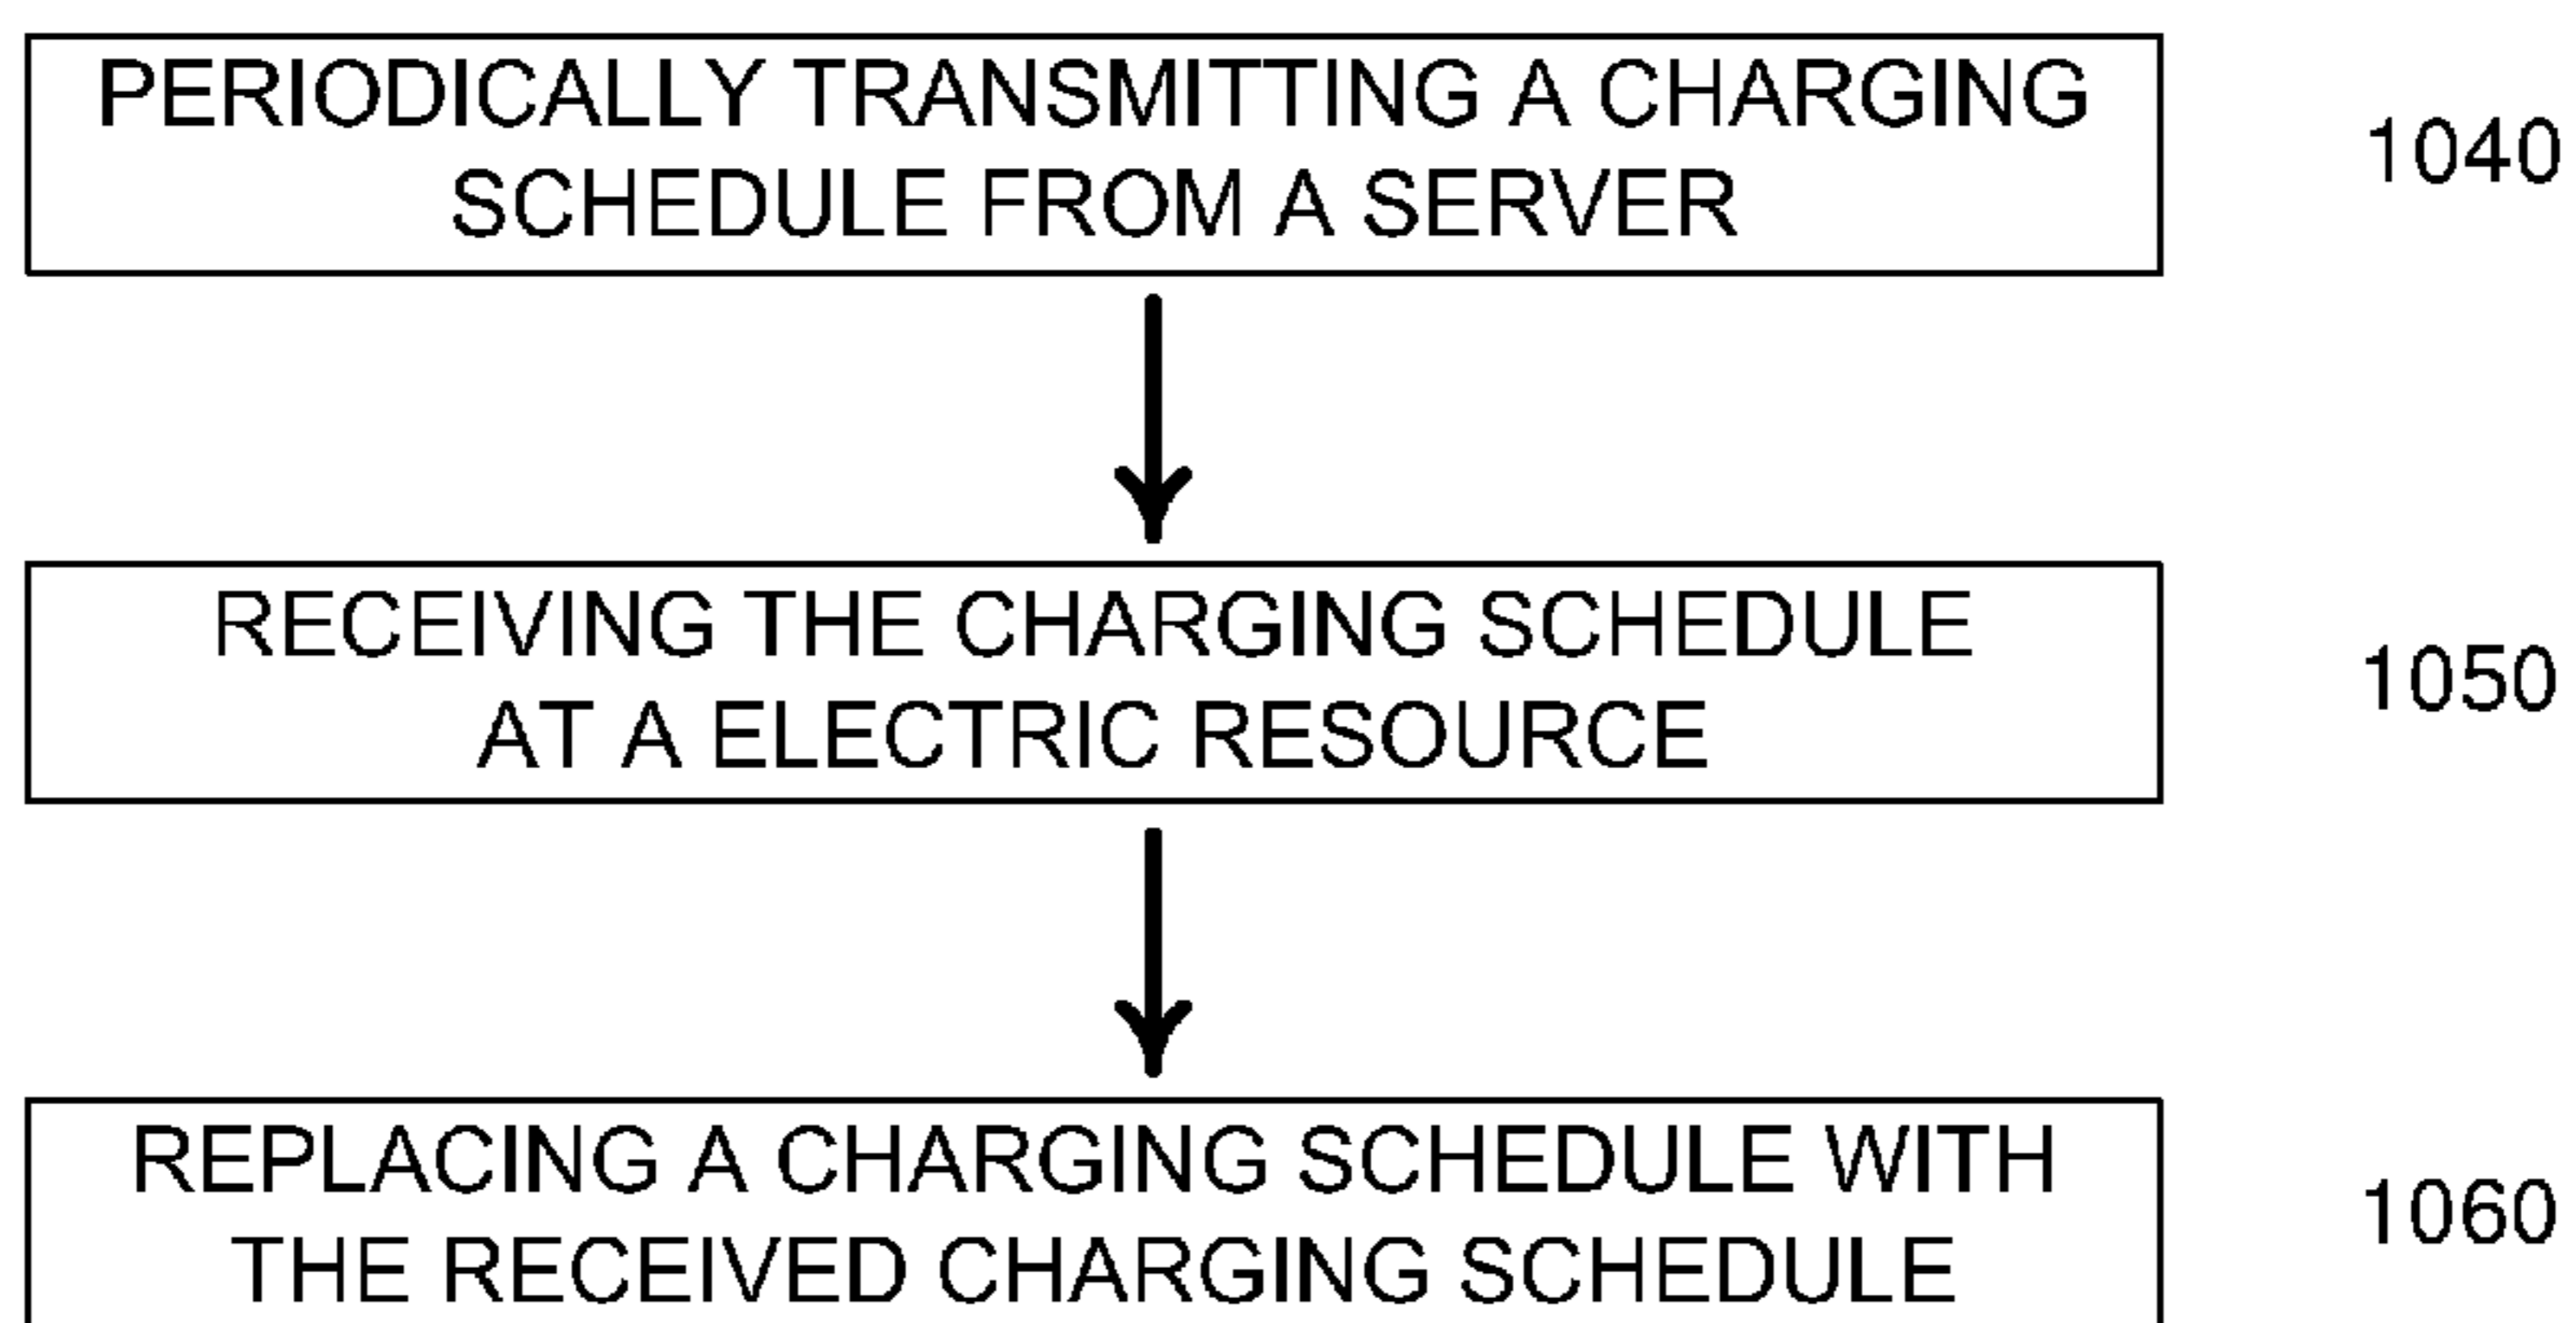 PERIODICALLY TRANSMITTING A CHARGING
SCHEDULE FROM A SERVER
1040
RECEIVING THE CHARGING SCHEDULE
AT A ELECTRIC RESOURCE
1050
REPLACING A CHARGING SCHEDULE WITH
THE RECEIVED CHARGING SCHEDULE
1060